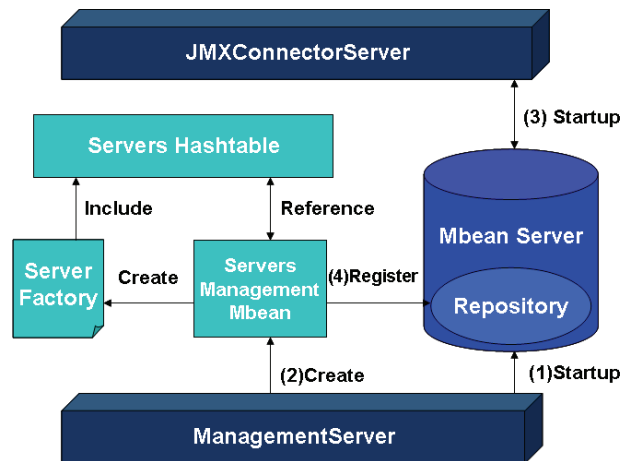 JMXConnectorServer
(3) Startup
Servers Hashtable
Include
Reference
Mbean Server
Server
Factory
Create
Servers
Management
Mbean
(4)Register
Repository
(2)Create
(1)Startup
ManagementServer